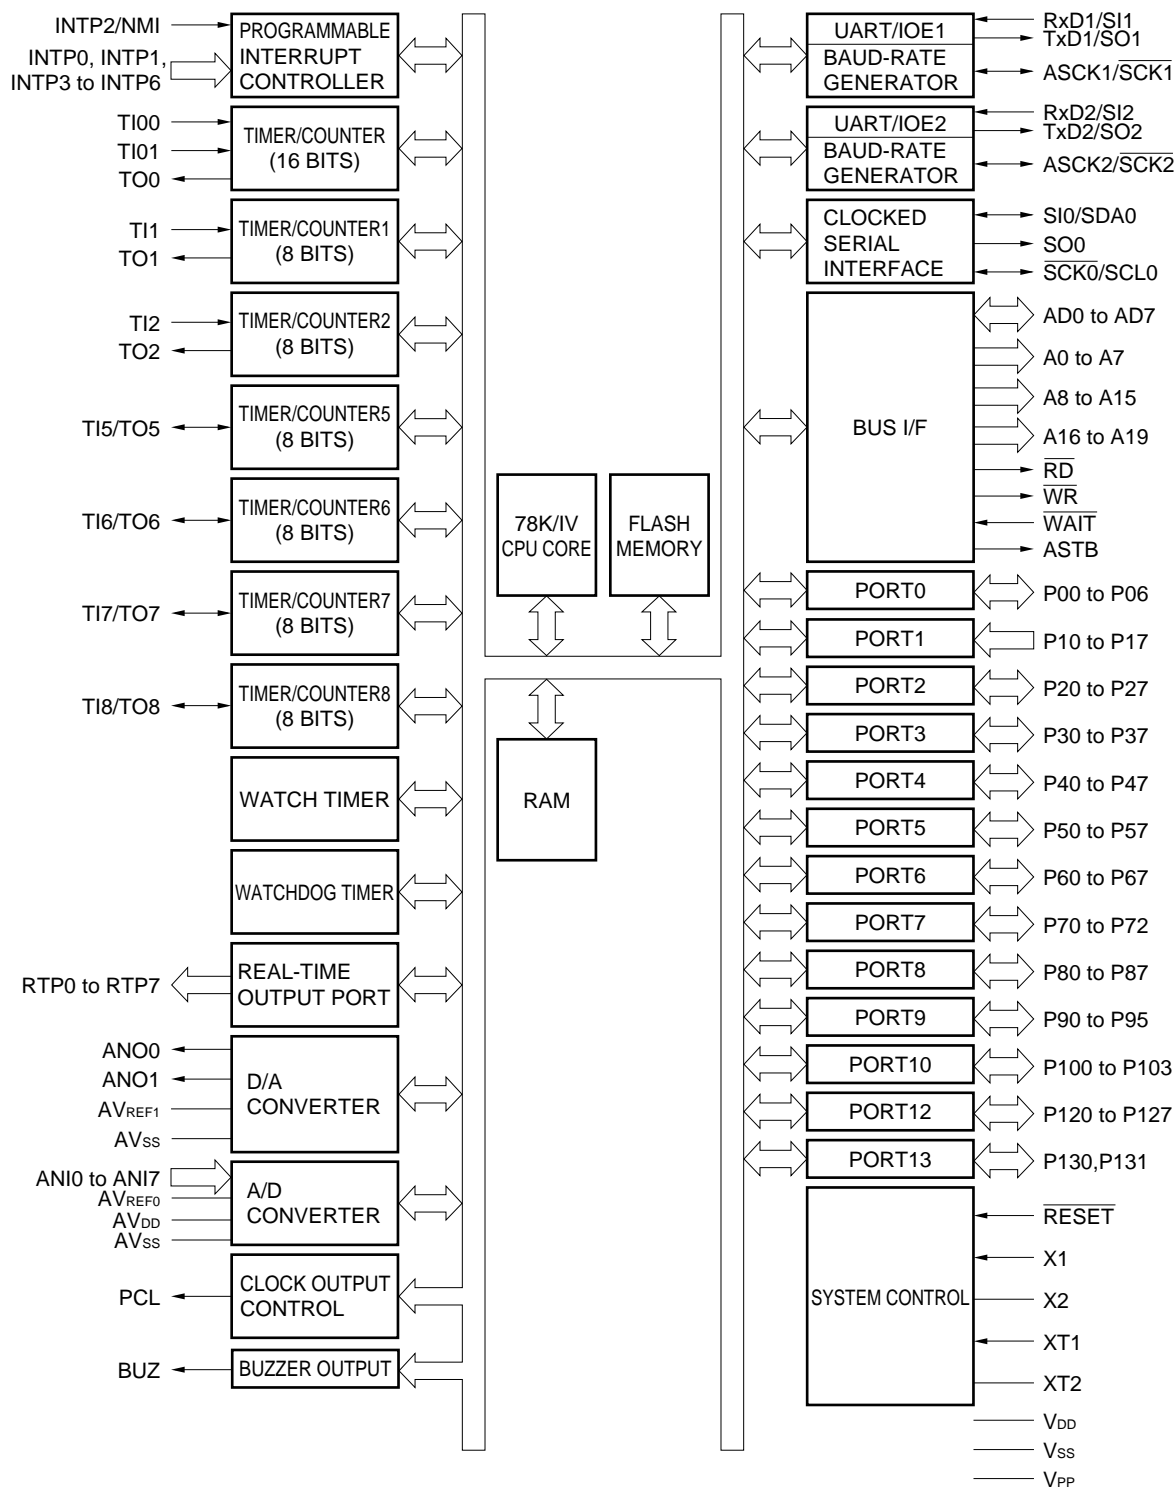 INTP2/NMI
INTP0, INTP1,
INTP3 to INTP6
PROGRAMMABLE
INTERRUPT
CONTROLLER
TI00
TI01
TO0
TIMER/COUNTER
(16 BITS)
TI1
TO1
TIMER/COUNTER1
(8 BITS)
TI2
TO2
TIMER/COUNTER2
(8 BITS)
TI5/TO5
TIMER/COUNTER5
(8 BITS)
TI6/TO6
TIMER/COUNTER6
(8 BITS)
TI7/TO7
TIMER/COUNTER7
(8 BITS)
TI8/TO8
TIMER/COUNTER8
(8 BITS)
WATCH TIMER
WATCHDOG TIMER
RTP0 to RTP7
REAL-TIME
OUTPUT PORT
ANO0
ANO1
AVREF1
AVSS
D/A
CONVERTER
ANI0 to ANI7
AVREF0
AVDD
AVSS
A/D
CONVERTER
PCL
CLOCK OUTPUT
CONTROL
BUZ
BUZZER OUTPUT
78K/IV
CPU CORE
FLASH
MEMORY
RAM
UART/IOE1
BAUD-RATE
GENERATOR
RxD1/SI1
TxD1/SO1
ASCK1/SCK1
UART/IOE2
BAUD-RATE
GENERATOR
RxD2/SI2
TxD2/SO2
ASCK2/SCK2
CLOCKED
SERIAL
INTERFACE
SI0/SDA0
SO0
SCK0/SCL0
BUS I/F
AD0 to AD7
A0 to A7
A8 to A15
A16 to A19
RD
WR
WAIT
ASTB
PORT0
P00 to P06
PORT1
P10 to P17
PORT2
P20 to P27
PORT3
P30 to P37
PORT4
P40 to P47
PORT5
P50 to P57
PORT6
P60 to P67
PORT7
P70 to P72
PORT8
P80 to P87
PORT9
P90 to P95
PORT10
P100 to P103
PORT12
P120 to P127
PORT13
P130,P131
SYSTEM CONTROL
RESET
X1
X2
XT1
XT2
VDD
VSS
VPP